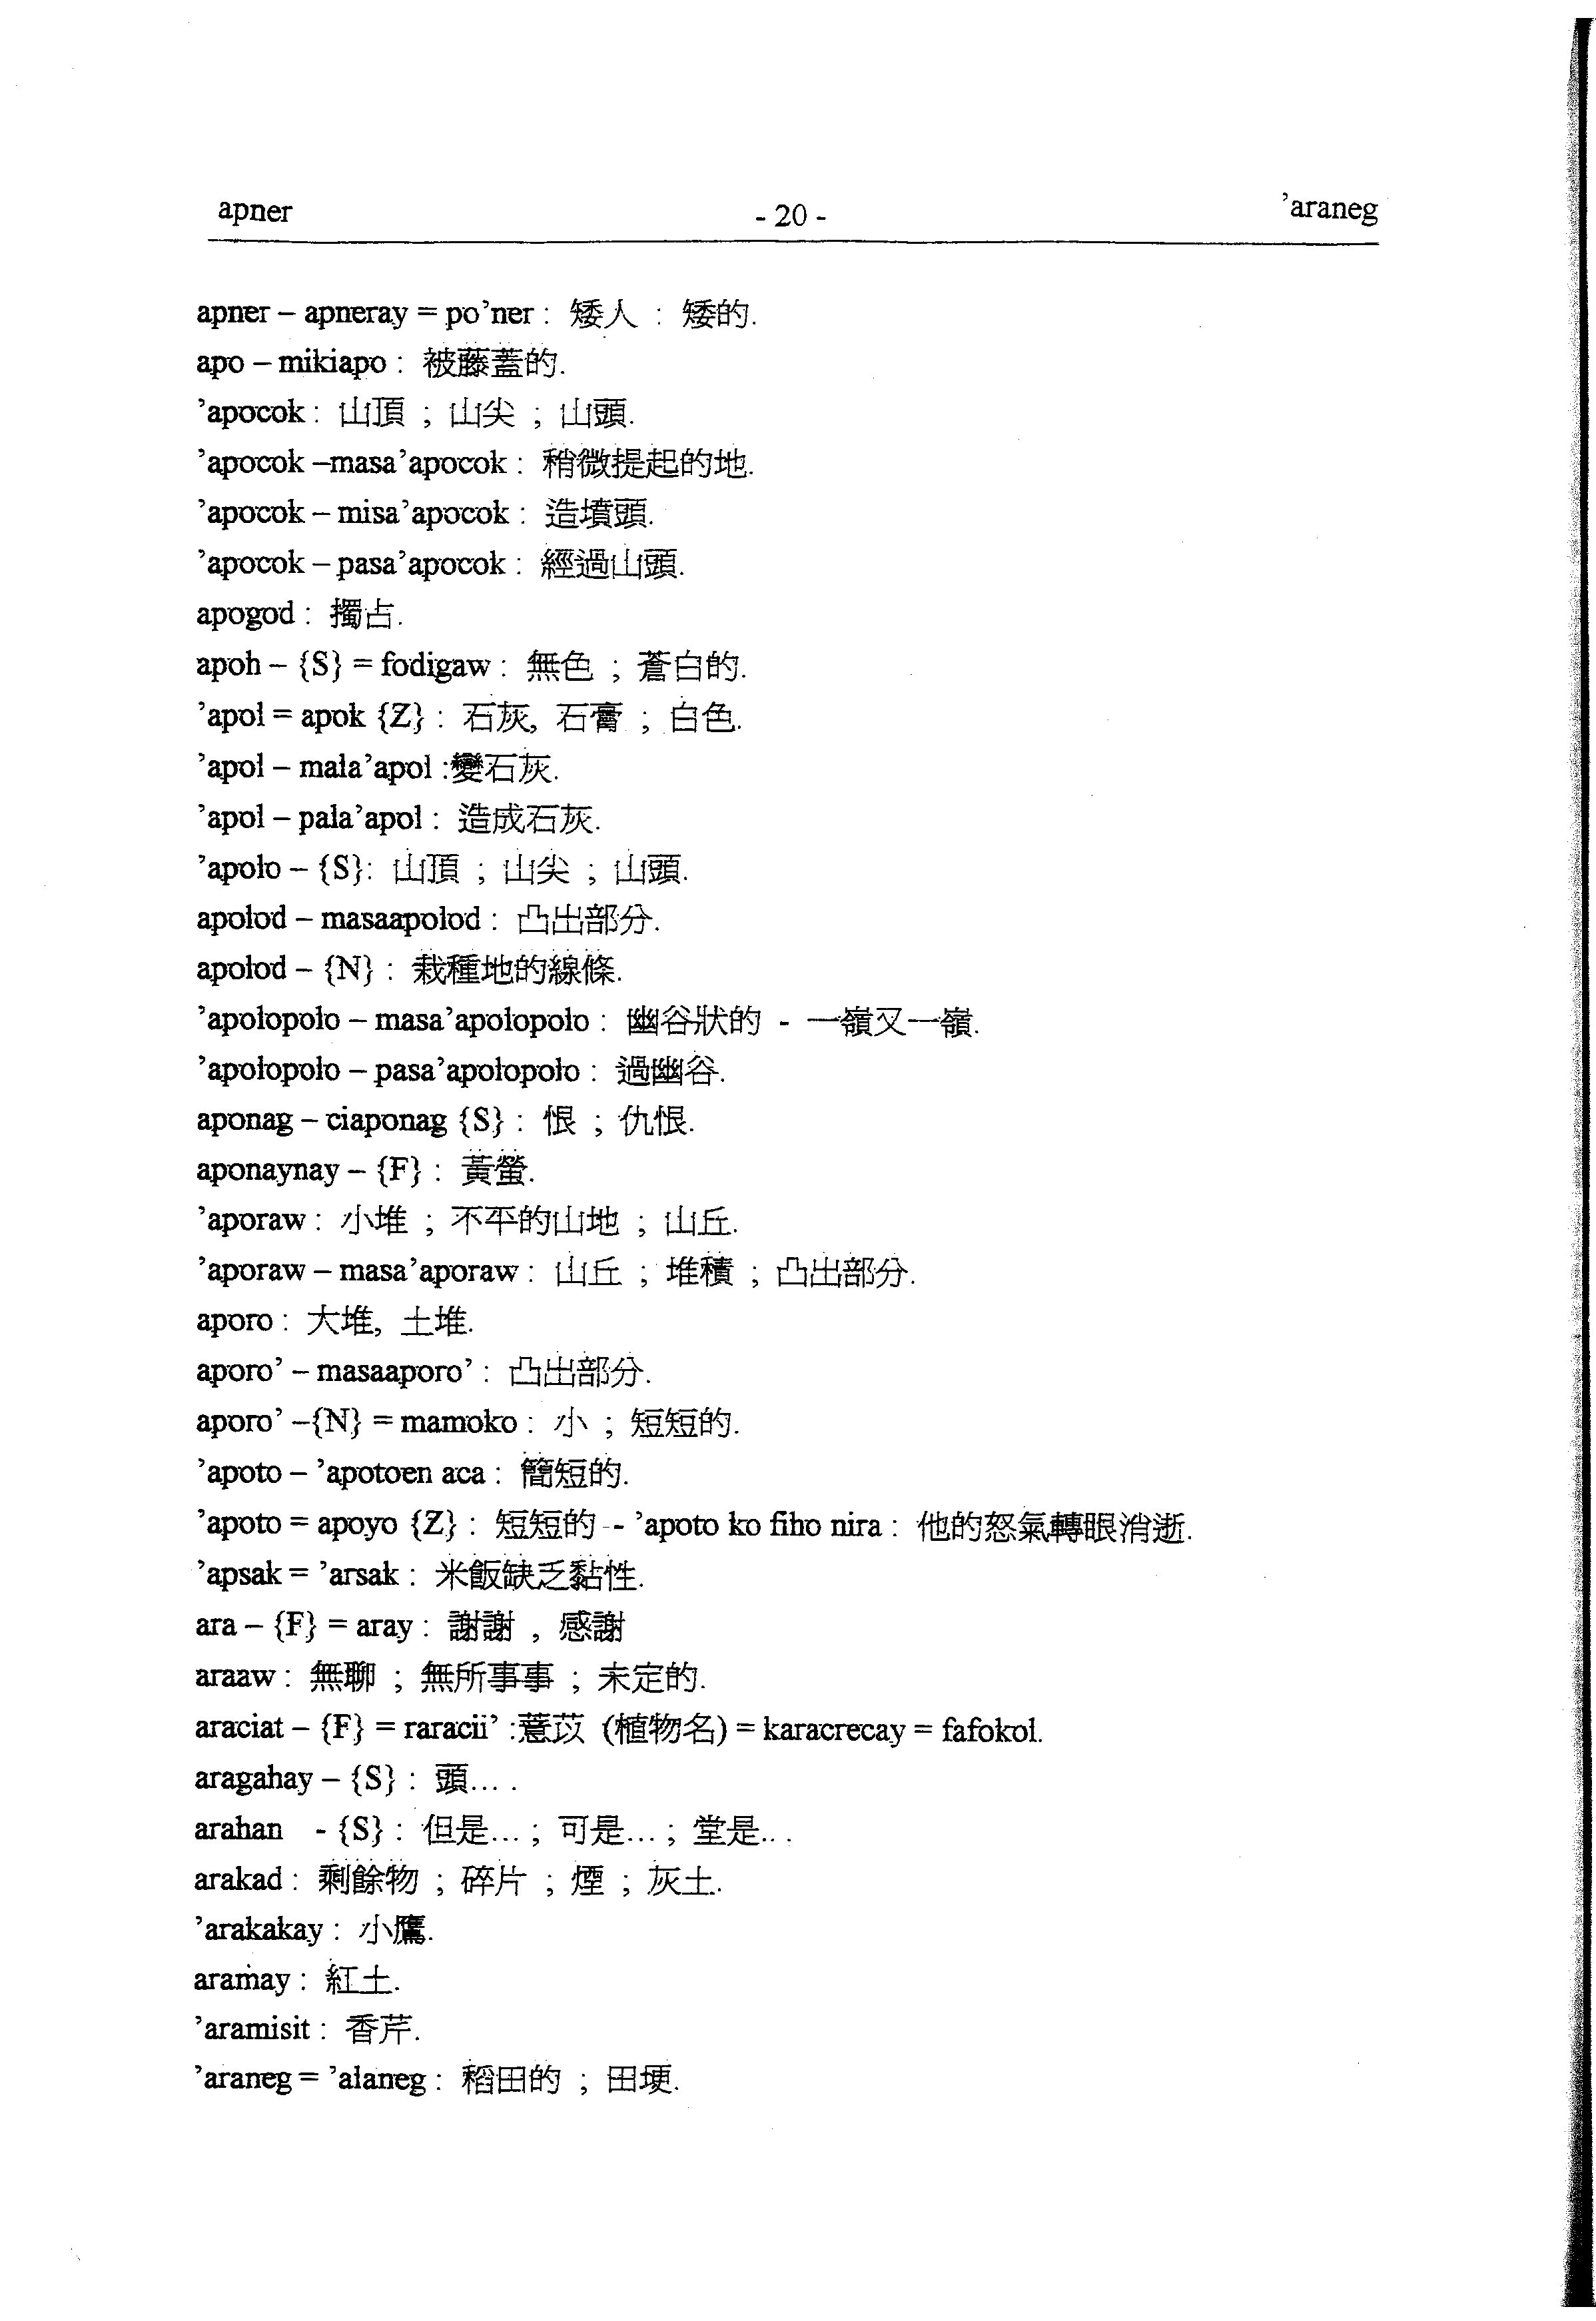 apner - 20 - ’araneg
apner – apneray = po’ner : 矮人 : 矮的.
apo – mikiapo : 被藤蓋的.
’apocok : 山頂 ; 山尖 ; 山頭.
’apocok –masa’apocok : 稍微提起的地.
’apocok – misa’apocok : 造墳頭.
’apocok – pasa’apocok : 經過山頭.
apogod : 擉占.
apoh – {S} = fodigaw : 無色 ; 蒼白的.
’apol = apok {Z} : 石灰, 石膏 ; 白色.
’apol – mala’apol :變石灰.
’apol – pala’apol : 造成石灰.
’apolo – {S}: 山頂 ; 山尖 ; 山頭.
apolod – masaapolod : 凸出部分.
apolod – {N} : 栽種地的線條.
’apolopolo – masa’apolopolo : 幽谷狀的 - 一嶺又一嶺.
’apolopolo – pasa’apolopolo : 過幽谷.
aponag – ciaponag {S} : 恨 ; 仇恨.
aponaynay – {F} : 黃螢.
’aporaw : 小堆 ; 不平的山地 ; 山丘.
’aporaw – masa’aporaw : 山丘 ; 堆積 ; 凸出部分.
aporo : 大堆, 土堆.
aporo’ – masaaporo’ : 凸出部分.
aporo’ –{N} = mamoko : 小 ; 短短的.
’apoto – ’apotoen aca : 簡短的.
’apoto = apoyo {Z} : 短短的 - - ’apoto ko fiho nira : 他的怒氣轉眼消逝.
’apsak = ’arsak : 米飯缺乏黏性.
ara – {F} = aray : 謝謝 , 感謝
araaw : 無聊 ; 無所事事 ; 未定的.
araciat – {F} = raracii’ :薏苡 (植物名) = karacrecay = fafokol.
aragahay – {S} : 頭... .
arahan - {S} : 但是... ; 可是... ; 堂是...
arakad : 剩餘物 ; 碎片 ; 煙 ; 灰土.
’arakakay : 小鷹.
aramay : 紅土.
’aramisit : 香芹.
’araneg = ’alaneg : 稻田的 ; 田埂.